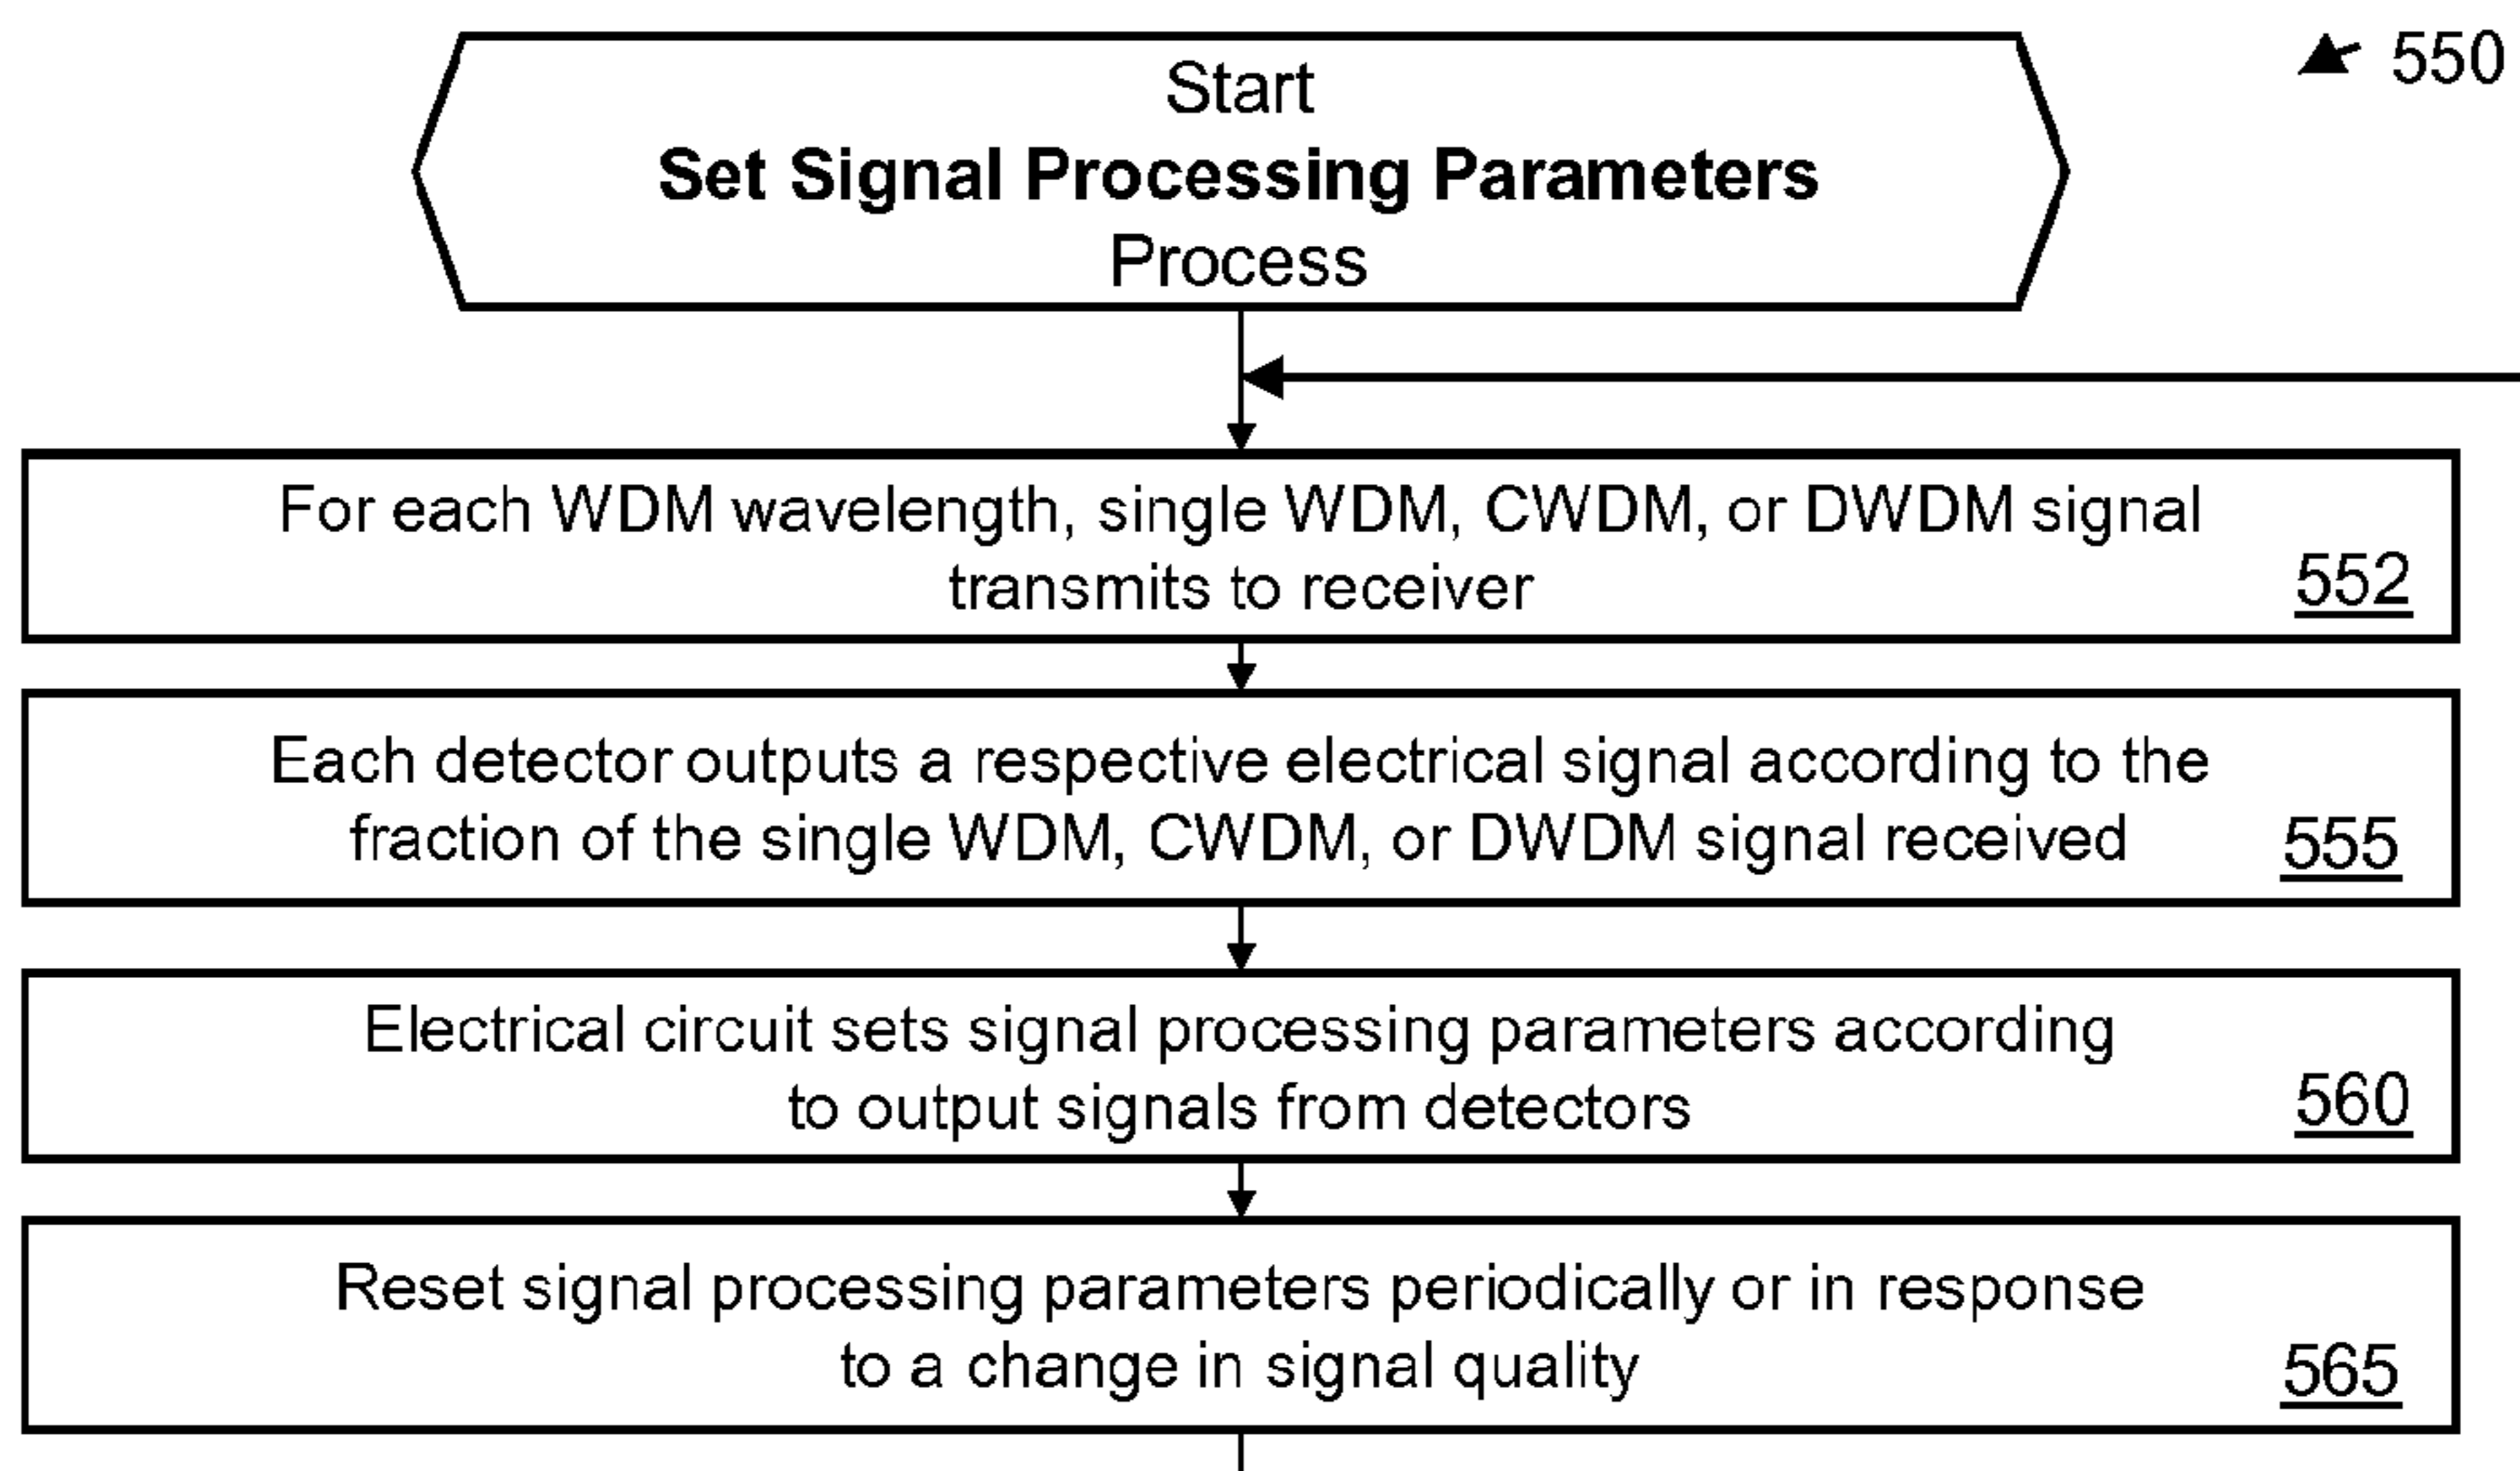 Start
550
Set Signal Processing Parameters
Process
For each WDM wavelength, single WDM, CWDM, or DWDM signal
transmits to receiver
552
Each detector outputs a respective electrical signal according to the
fraction of the single WDM, CWDM, or DWDM signal received
555
Electrical circuit sets signal processing parameters according
to output signals from detectors
560
Reset signal processing parameters periodically or in response
to a change in signal quality
565